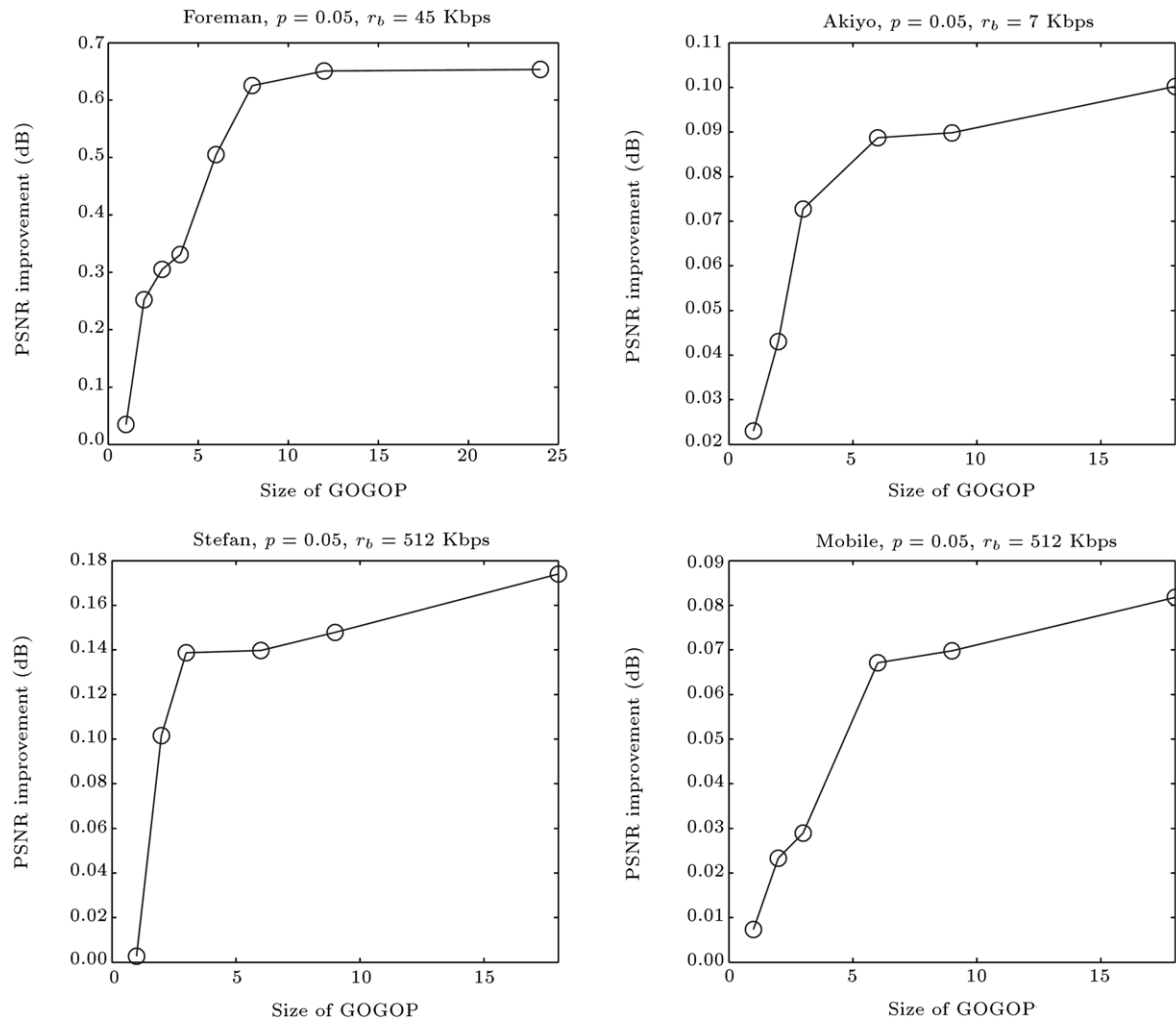 Foreman, p = 0.05, r_b = 45 Kbps
PSNR improvement (dB)
0.7
0.6
0.5
0.4
0.3
0.2
0.1
0.0
0 5 10 15 20 25
Size of GOGOP
Akiyo, p = 0.05, r_b = 7 Kbps
PSNR improvement (dB)
0.11
0.10
0.09
0.08
0.07
0.06
0.05
0.04
0.03
0.02
0 5 10 15
Size of GOGOP
Stefan, p = 0.05, r_b = 512 Kbps
PSNR improvement (dB)
0.18
0.16
0.14
0.12
0.10
0.08
0.06
0.04
0.02
0.00
0 5 10 15
Size of GOGOP
Mobile, p = 0.05, r_b = 512 Kbps
PSNR improvement (dB)
0.09
0.08
0.07
0.06
0.05
0.04
0.03
0.02
0.01
0.00
0 5 10 15
Size of GOGOP